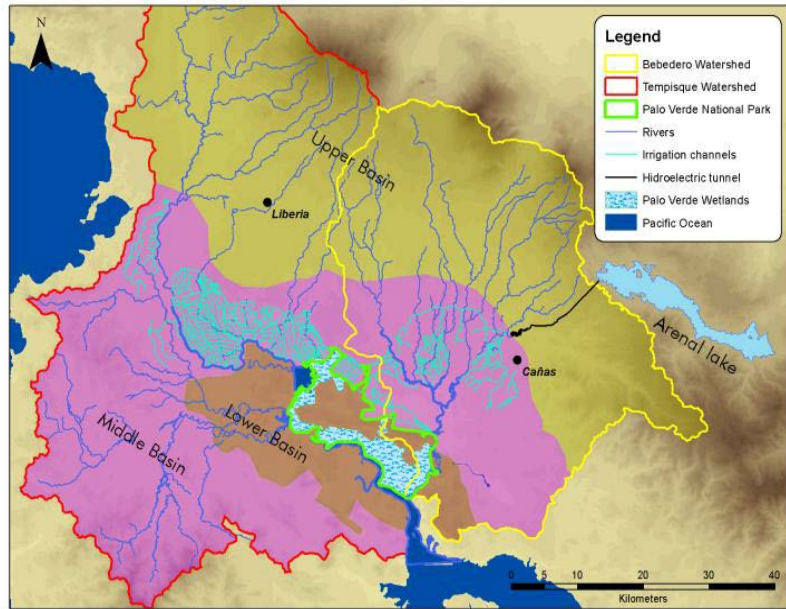 N
Legend
Bebedero Watershed
Tempisque Watershed
Palo Verde National Park
Rivers
Irrigation channels
Hidroelectric tunnel
Palo Verde Wetlands
Pacific Ocean
Upper Basin
Liberia
Arenal lake
Cañas
Lower Basin
Middle Basin
0 5 10 20 30 40
Kilometers